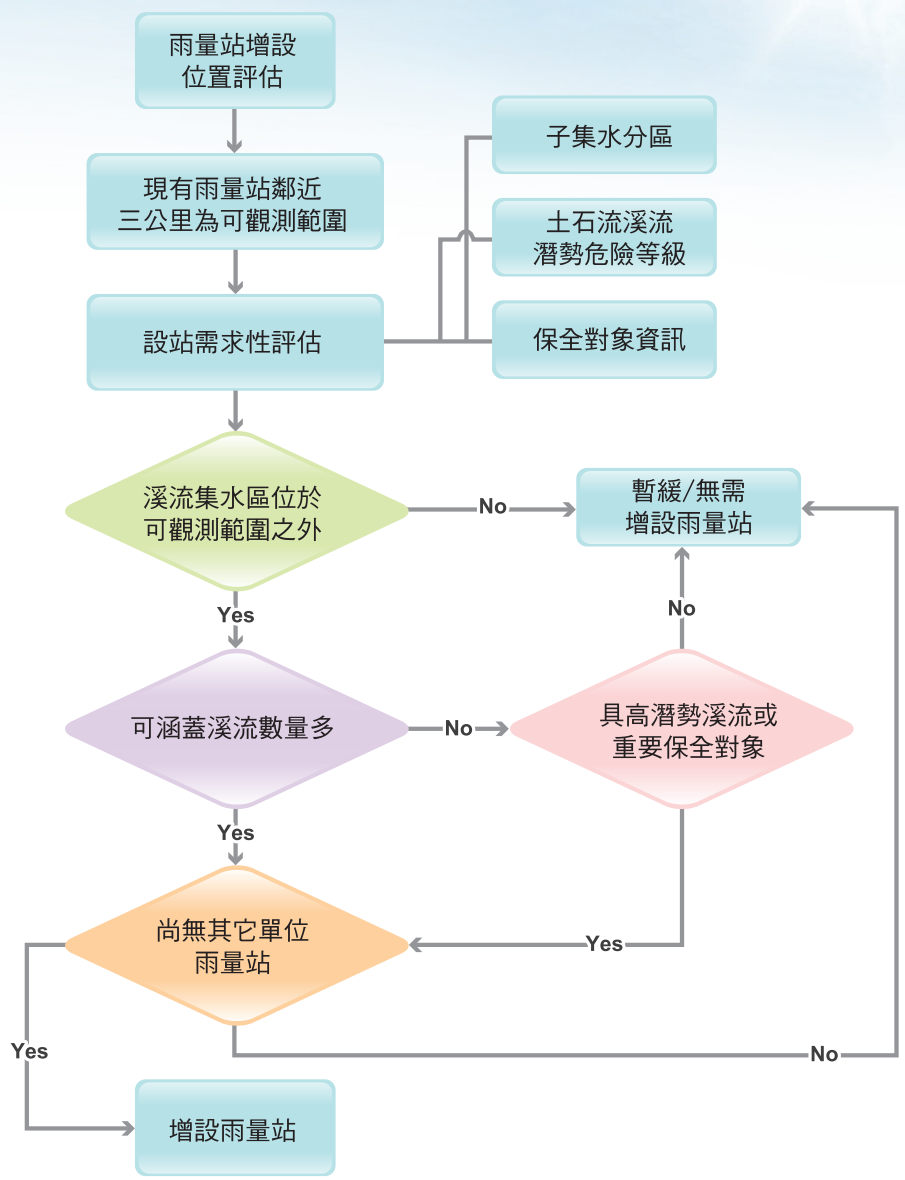 雨量站增設
位置評估
現有雨量站鄰近
三公里為可觀測範圍
設站需求性評估
子集水分區
土石流溪流
潛勢危險等級
保全對象資訊
溪流集水區位於
可觀測範圍之外
No
暫緩/無需
增設雨量站
Yes
No
可涵蓋溪流數量多
No
具高潛勢溪流或
重要保全對象
Yes
尚無其它單位
雨量站
Yes
Yes
No
增設雨量站